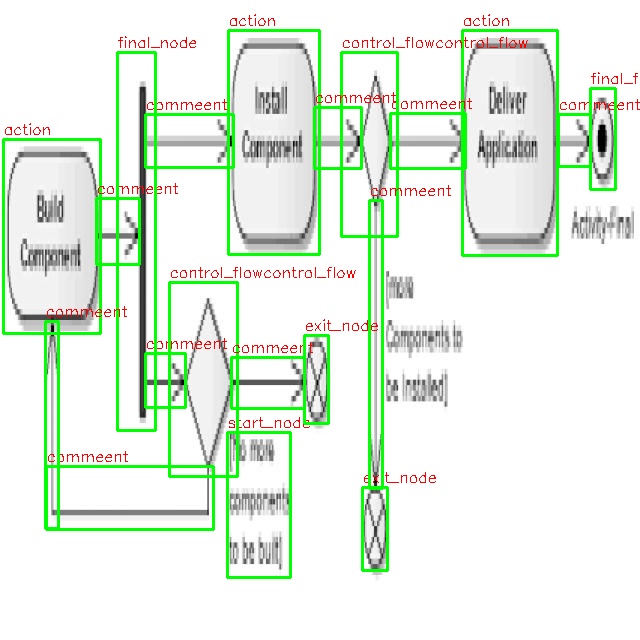 action
action
final_node
control_flowcontrol_flow
final_f
Install
Component
Deliver
Application
commeent
commeent
commeent
commeent
action
Build
Component
commeent
commeent
Activity-Final
control_flowcontrol_flow
[more
Components to
be installed]
commeent
commeent
commeent
exit_node
start_node
[No more
components
to be built]
commeent
exit_node